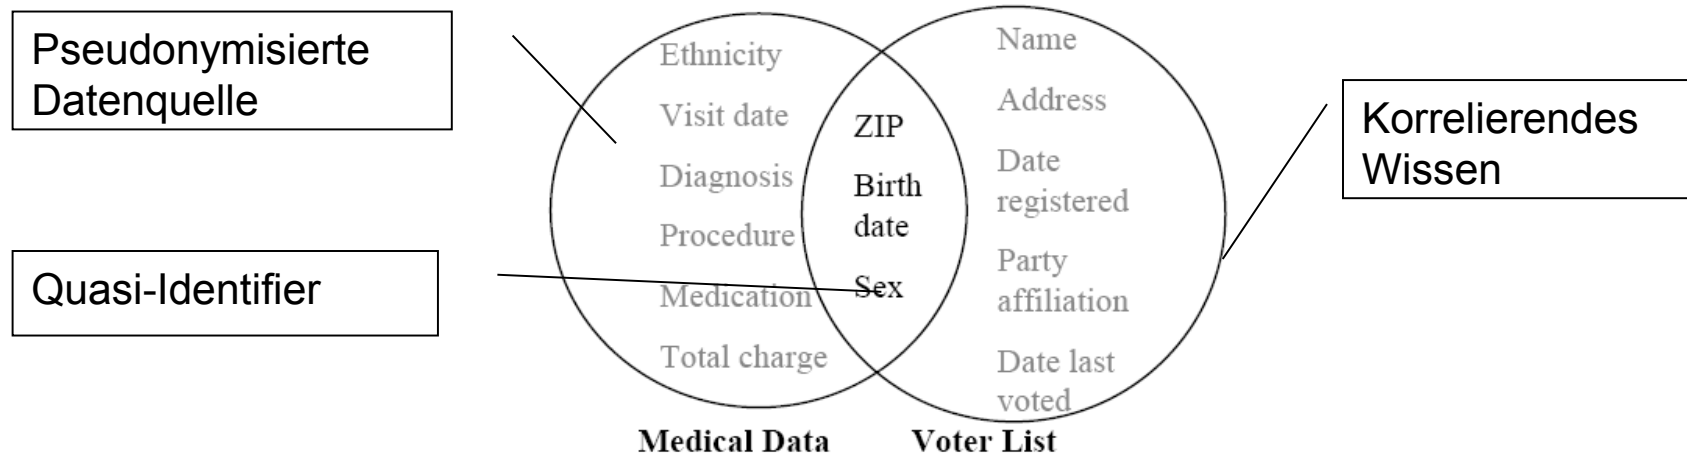 Pseudonymisierte
Datenquelle
Quasi-Identifier
Ethnicity
Visit date
Diagnosis
Procedure
Medication
Total charge
ZIP
Birth
date
Sex
Name
Address
Date
registered
Party
affiliation
Date last
voted
Korrelierendes
Wissen
Medical Data
Voter List